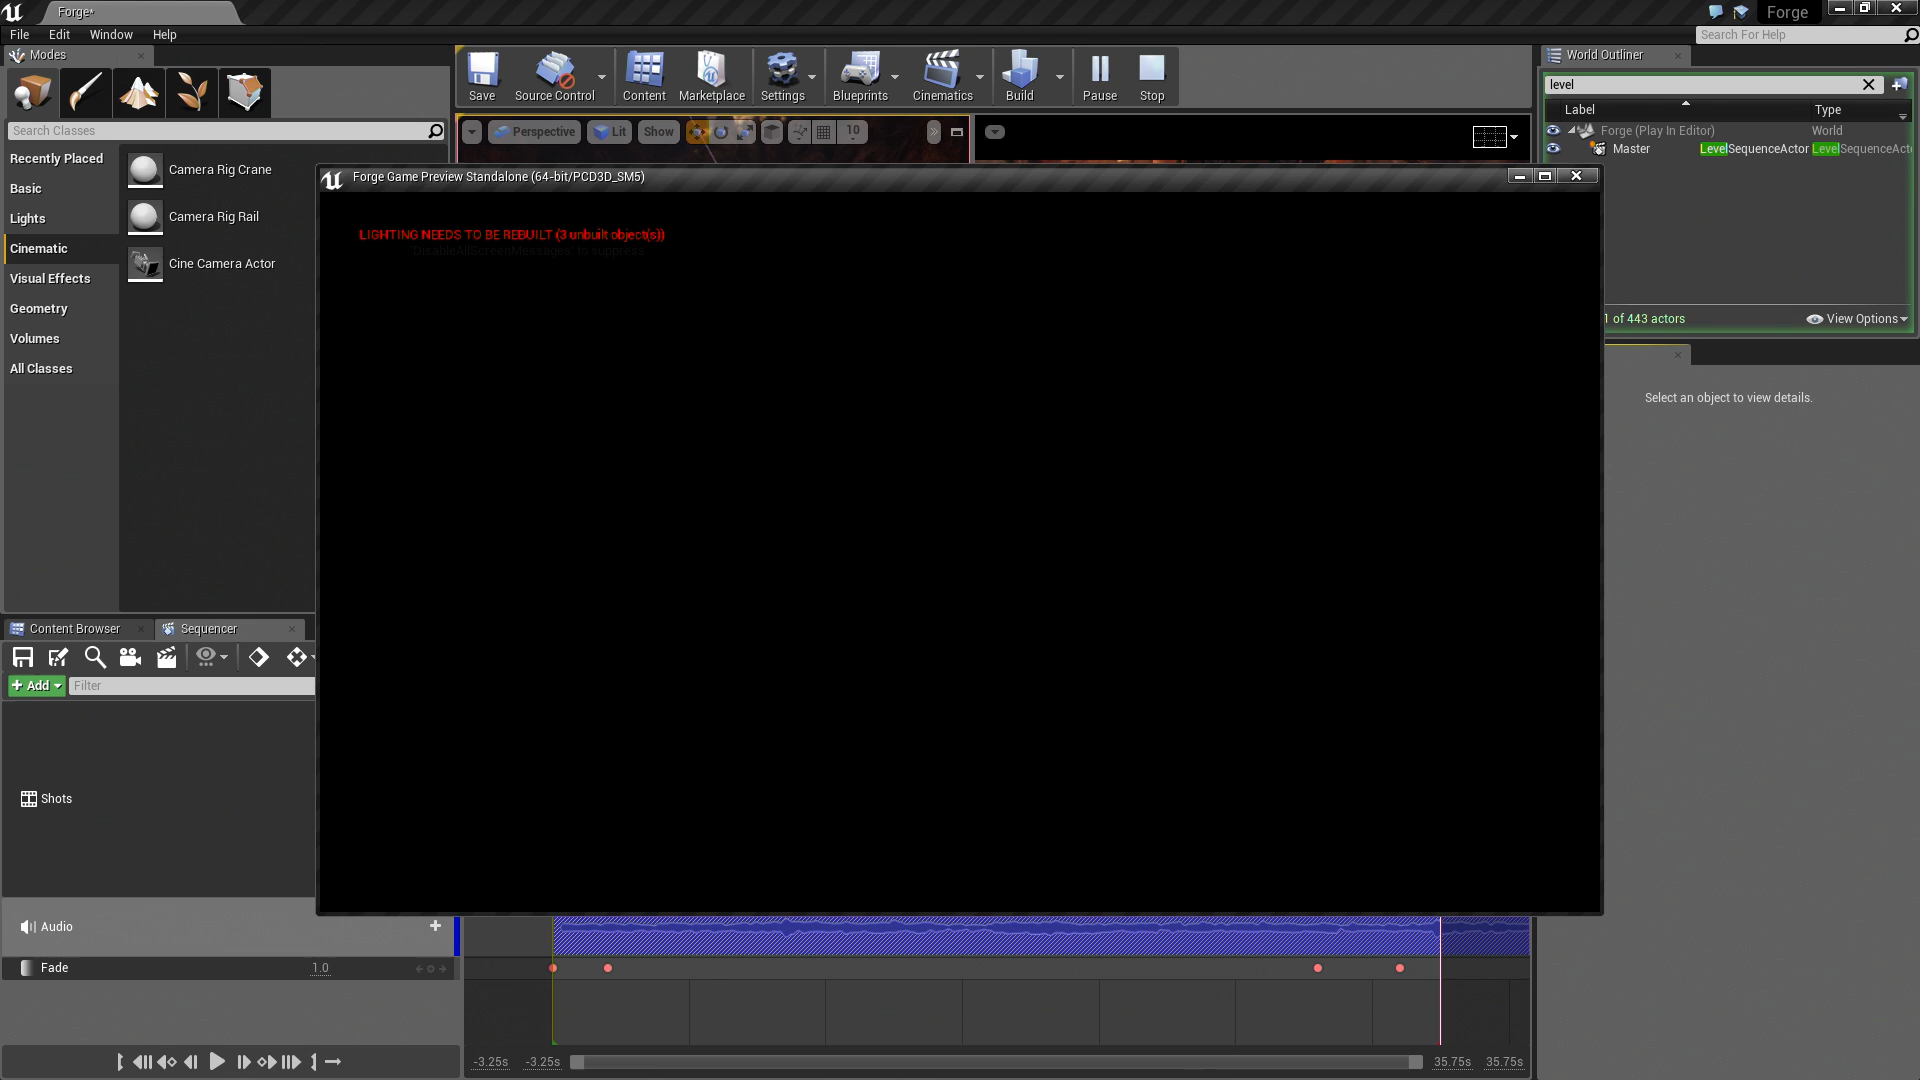 Forge*
Forge
File Edit Window Help
Search For Help
Modes
Save
Source Control
Content
Marketplace
Settings
Blueprints
Cinematics
Build
Pause
Stop
World Outliner
level
Label Type
Forge (Play In Editor) World
Master LevelSequenceActor LevelSequenceActo
Search Classes
Perspective Lit Show 10
Recently Placed
Basic
Lights
Cinematic
Visual Effects
Geometry
Volumes
All Classes
Camera Rig Crane
Camera Rig Rail
Cine Camera Actor
Forge Game Preview Standalone (64-bit/PCD3D_SM5)
LIGHTING NEEDS TO BE REBUILT (3 unbuilt object(s))
'DisableAllScreenMessages' to suppress
1 of 443 actors View Options
Select an object to view details.
Content Browser Sequencer
Add Filter
Shots
Audio
Fade 1.0
-3.25s -3.25s 35.75s 35.75s